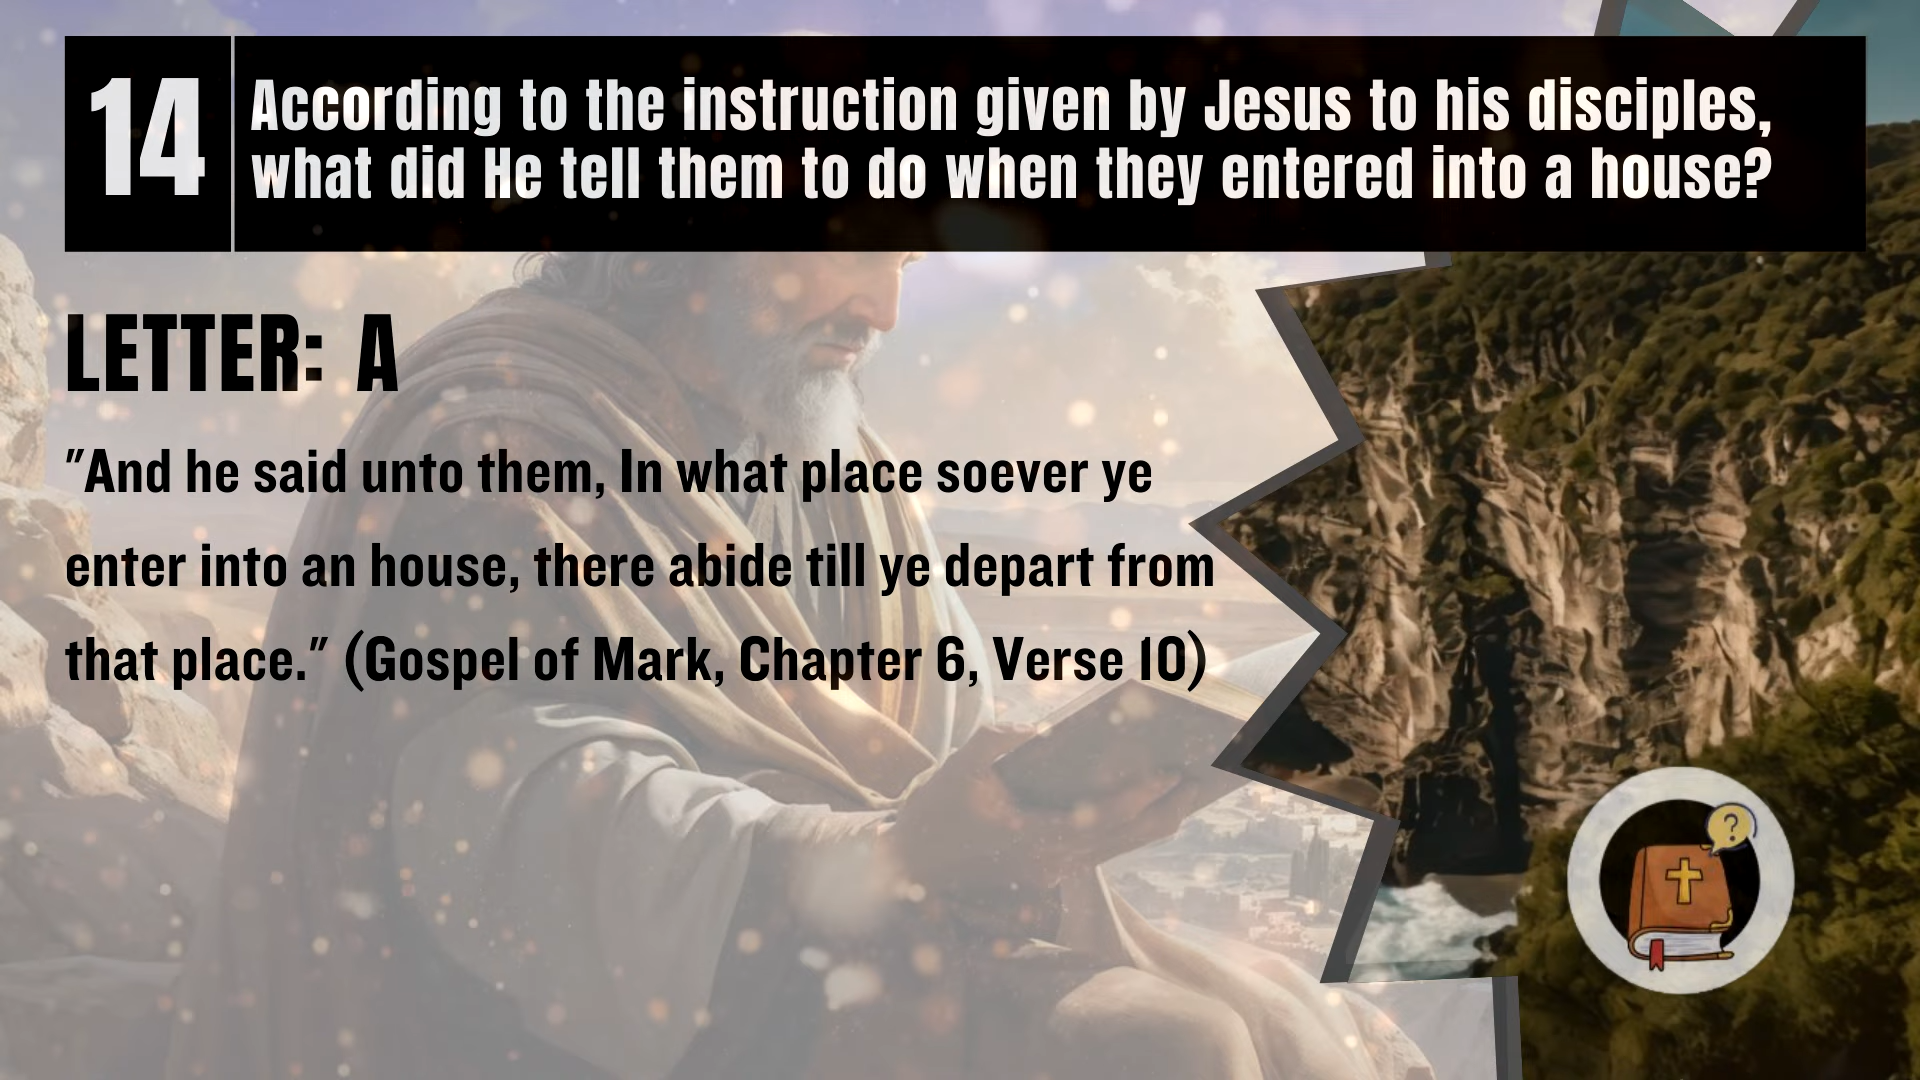 14
According to the instruction given by Jesus to his disciples,
what did He tell them to do when they entered into a house?
LETTER: A
"And he said unto them, In what place soever ye
enter into an house, there abide till ye depart from
that place." (Gospel of Mark, Chapter 6, Verse 10)
?